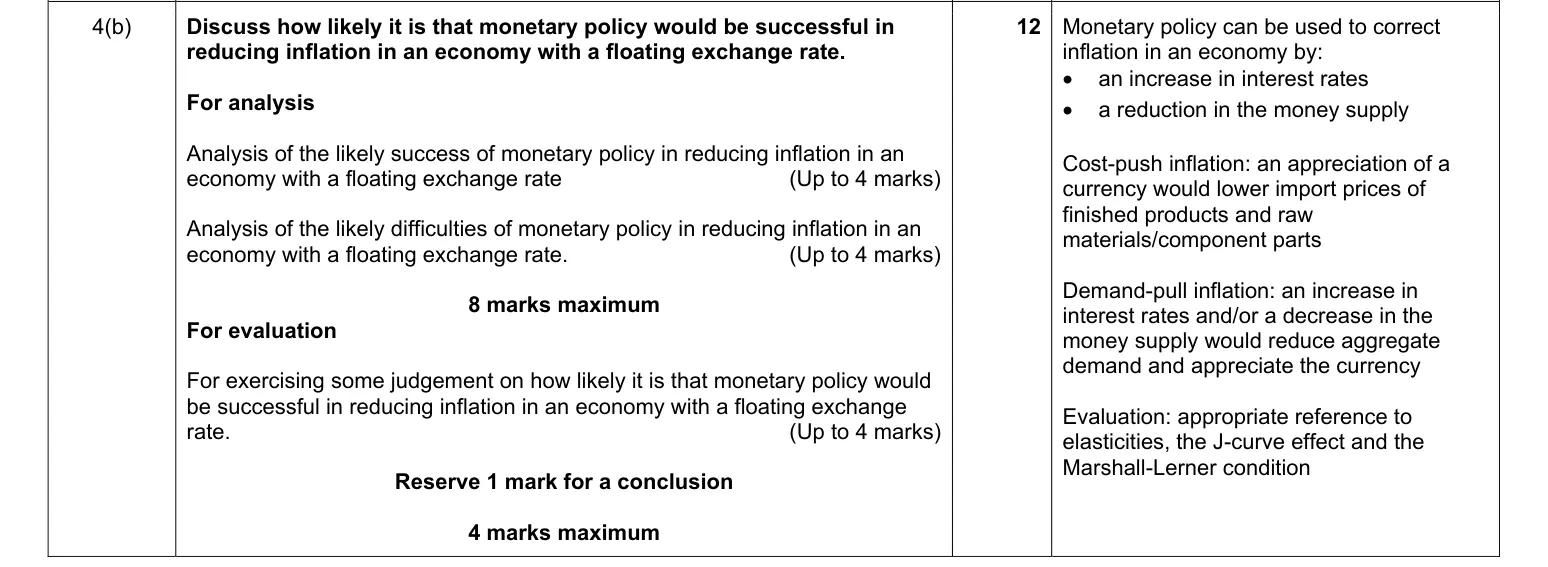 4(b)
Discuss how likely it is that monetary policy would be successful in
reducing inflation in an economy with a floating exchange rate.
For analysis
Analysis of the likely success of monetary policy in reducing inflation in an
economy with a floating exchange rate (Up to 4 marks)
Analysis of the likely difficulties of monetary policy in reducing inflation in an
economy with a floating exchange rate. (Up to 4 marks)
8 marks maximum
For evaluation
For exercising some judgement on how likely it is that monetary policy would
be successful in reducing inflation in an economy with a floating exchange
rate. (Up to 4 marks)
Reserve 1 mark for a conclusion
4 marks maximum
12
Monetary policy can be used to correct
inflation in an economy by:
• an increase in interest rates
• a reduction in the money supply
Cost-push inflation: an appreciation of a
currency would lower import prices of
finished products and raw
materials/component parts
Demand-pull inflation: an increase in
interest rates and/or a decrease in the
money supply would reduce aggregate
demand and appreciate the currency
Evaluation: appropriate reference to
elasticities, the J-curve effect and the
Marshall-Lerner condition